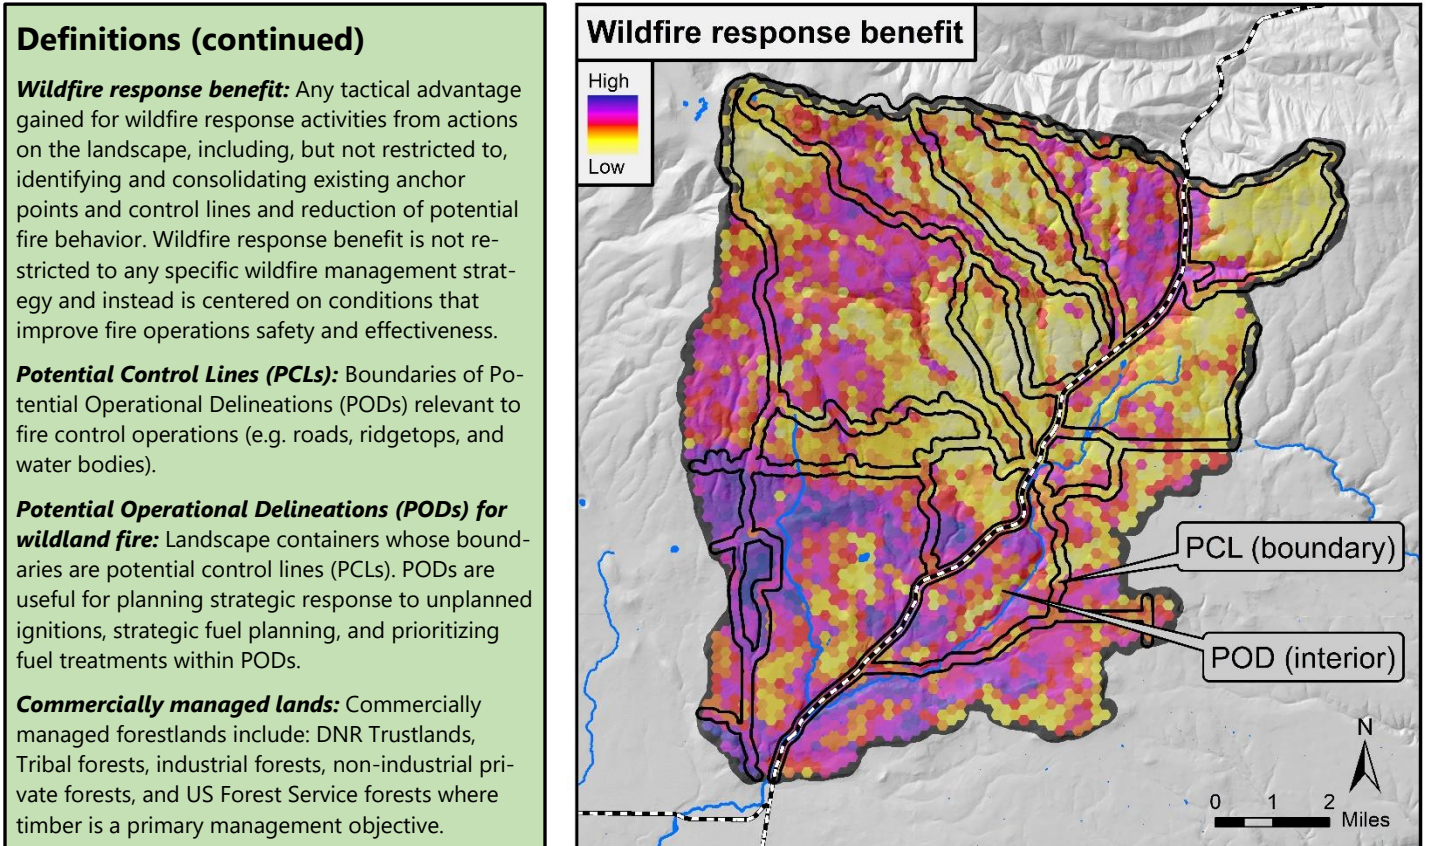 Definitions (continued)
Wildfire response benefit: Any tactical advantage
gained for wildfire response activities from actions
on the landscape, including, but not restricted to,
identifying and consolidating existing anchor
points and control lines and reduction of potential
fire behavior. Wildfire response benefit is not re-
stricted to any specific wildfire management strat-
egy and instead is centered on conditions that
improve fire operations safety and effectiveness.
Potential Control Lines (PCLs): Boundaries of Po-
tential Operational Delineations (PODs) relevant to
fire control operations (e.g. roads, ridgetops, and
water bodies).
Potential Operational Delineations (PODs) for
wildland fire: Landscape containers whose bound-
aries are potential control lines (PCLs). PODs are
useful for planning strategic response to unplanned
ignitions, strategic fuel planning, and prioritizing
fuel treatments within PODs.
Commercially managed lands: Commercially
managed forestlands include: DNR Trustlands,
Tribal forests, industrial forests, non-industrial pri-
vate forests, and US Forest Service forests where
timber is a primary management objective.
Wildfire response benefit
High
Low
PCL (boundary)
POD (interior)
N
0 1 2
Miles